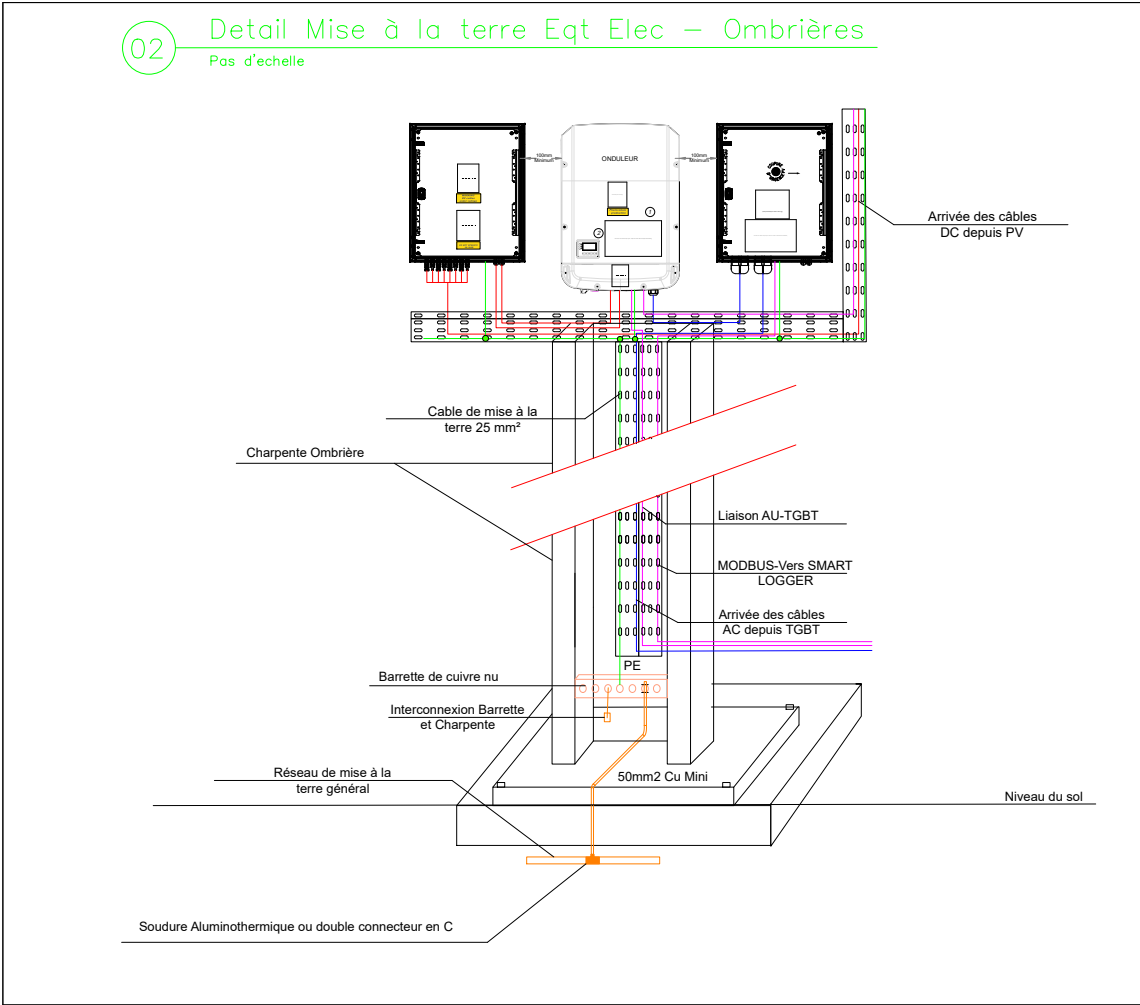 02
Detail Mise à la terre Eqt Elec – Ombrières
Pas d'echelle
100mm
Minimum
ONDULEUR
100mm
Minimum
1
2
Arrivée des câbles
DC depuis PV
Cable de mise à la
terre 25 mm²
Charpente Ombrière
Liaison AU-TGBT
MODBUS-Vers SMART
LOGGER
Arrivée des câbles
AC depuis TGBT
PE
Barrette de cuivre nu
Interconnexion Barrette
et Charpente
Réseau de mise à la
terre général
50mm2 Cu Mini
Niveau du sol
Soudure Aluminothermique ou double connecteur en C